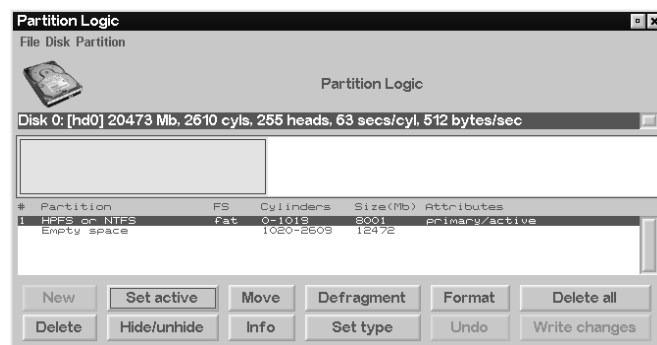 Partition Logic
File Disk Partition
Partition Logic
Disk 0: [hd0] 20473 Mb, 2610 cyls, 255 heads, 63 secs/cyl, 512 bytes/sec
# Partition FS Cylinders Size(Mb) Attributes
1 HPFS or NTFS fat 0-1019 8001 primary/active
Empty space 1020-2609 12472
New Set active Move Defragment Format Delete all
Delete Hide/unhide Info Set type Undo Write changes